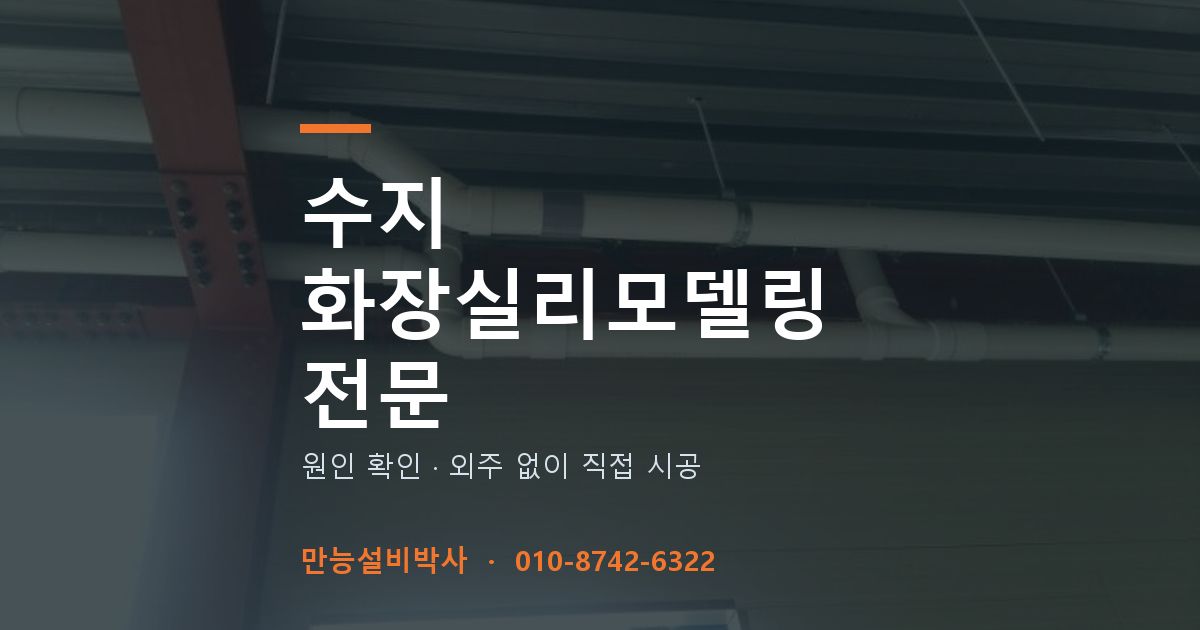 수지
화장실리모델링
전문
원인 확인 · 외주 없이 직접 시공
만능설비박사 · 010-8742-6322